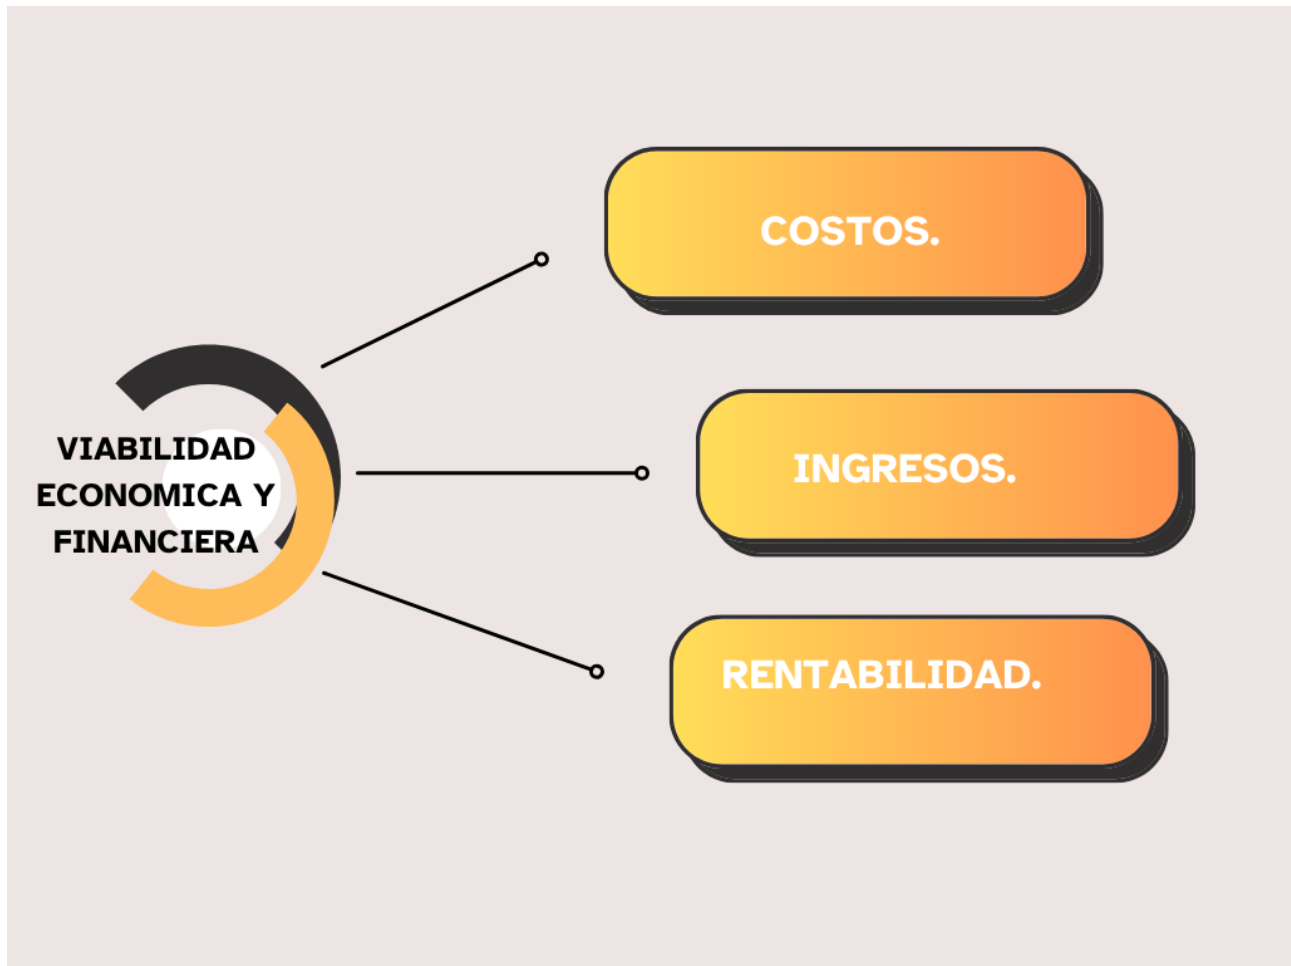 VIABILIDAD
ECONOMICA Y
FINANCIERA
COSTOS.
INGRESOS.
RENTABILIDAD.